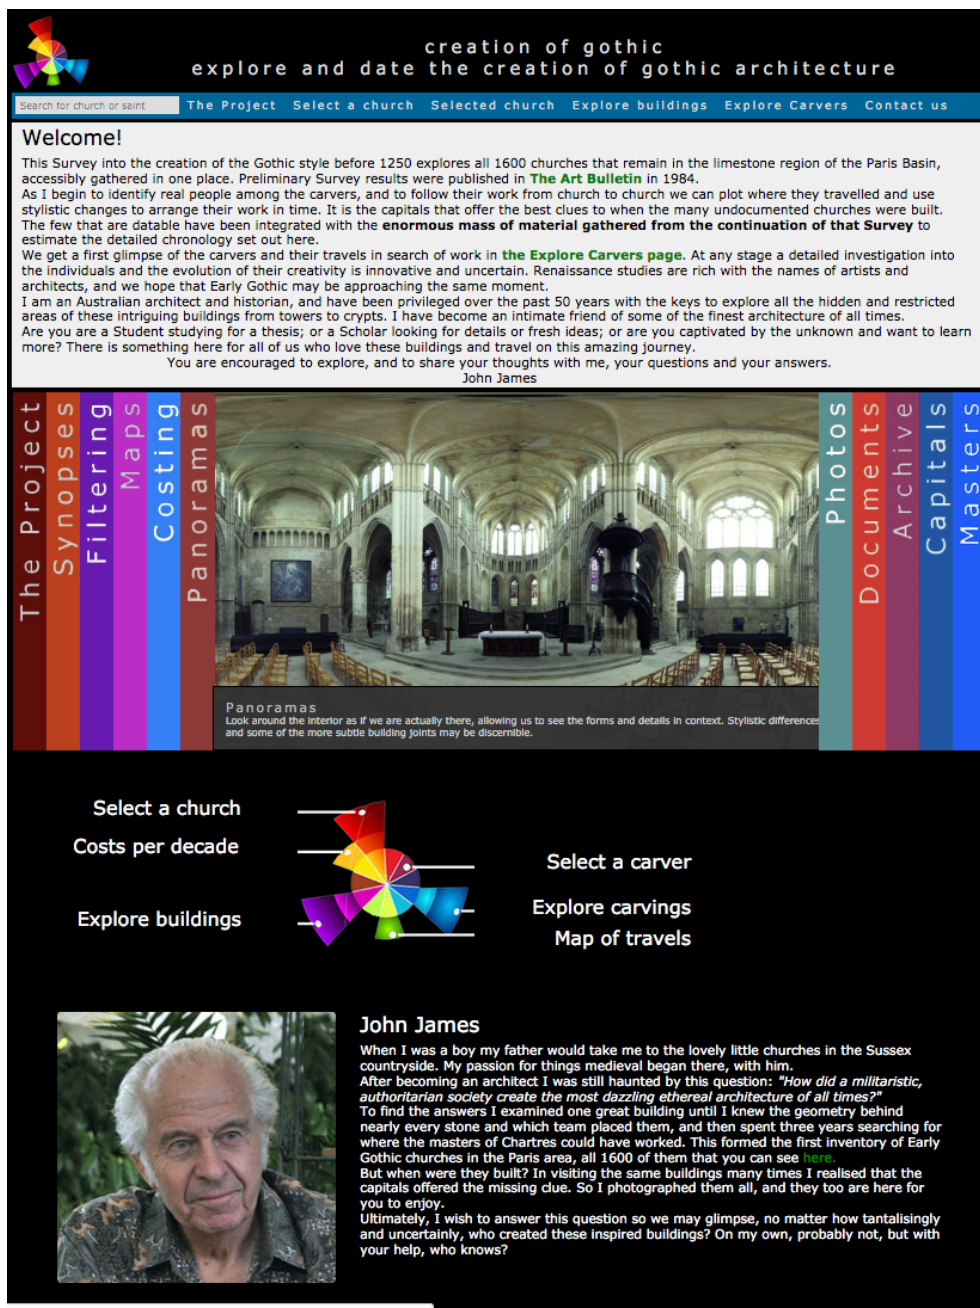 creation of gothic
explore and date the creation of gothic architecture
Search for church or saint
The Project Select a church Selected church Explore buildings Explore Carvers Contact us
Welcome!
This Survey into the creation of the Gothic style before 1250 explores all 1600 churches that remain in the limestone region of the Paris Basin,
accessibly gathered in one place. Preliminary Survey results were published in The Art Bulletin in 1984.
As I begin to identify real people among the carvers, and to follow their work from church to church we can plot where they travelled and use
stylistic changes to arrange their work in time. It is the capitals that offer the best clues to when the many undocumented churches were built.
The few that are datable have been integrated with the enormous mass of material gathered from the continuation of that Survey to
estimate the detailed chronology set out here.
We get a first glimpse of the carvers and their travels in search of work in the Explore Carvers page. At any stage a detailed investigation into
the individuals and the evolution of their creativity is innovative and uncertain. Renaissance studies are rich with the names of artists and
architects, and we hope that Early Gothic may be approaching the same moment.
I am an Australian architect and historian, and have been privileged over the past 50 years with the keys to explore all the hidden and restricted
areas of these intriguing buildings from towers to crypts. I have become an intimate friend of some of the finest architecture of all times.
Are you are a Student studying for a thesis; or a Scholar looking for details or fresh ideas; or are you captivated by the unknown and want to learn
more? There is something here for all of us who love these buildings and travel on this amazing journey.
You are encouraged to explore, and to share your thoughts with me, your questions and your answers.
John James
The Project
Synopses
Filtering
Maps
Costing
Panoramas
Panoramas
Look around the interior as if we are actually there, allowing us to see the forms and details in context. Stylistic differences
and some of the more subtle building joints may be discernible.
Photos
Documents
Archive
Capitals
Masters
Select a church
Costs per decade
Explore buildings
Select a carver
Explore carvings
Map of travels
John James
When I was a boy my father would take me to the lovely little churches in the Sussex
countryside. My passion for things medieval began there, with him.
After becoming an architect I was still haunted by this question: "How did a militaristic,
authoritarian society create the most dazzling ethereal architecture of all times?"
To find the answers I examined one great building until I knew the geometry behind
nearly every stone and which team placed them, and then spent three years searching for
where the masters of Chartres could have worked. This formed the first inventory of Early
Gothic churches in the Paris area, all 1600 of them that you can see here.
But when were they built? In visiting the same buildings many times I realised that the
capitals offered the missing clue. So I photographed them all, and they too are here for
you to enjoy.
Ultimately, I wish to answer this question so we may glimpse, no matter how tantalisingly
and uncertainly, who created these inspired buildings? On my own, probably not, but with
your help, who knows?